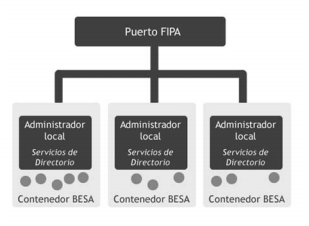 Puerto FIPA
Administrador
local
Servicios de
Directorio
Contenedor BESA
Administrador
local
Servicios de
Directorio
Contenedor BESA
Administrador
local
Servicios de
Directorio
Contenedor BESA